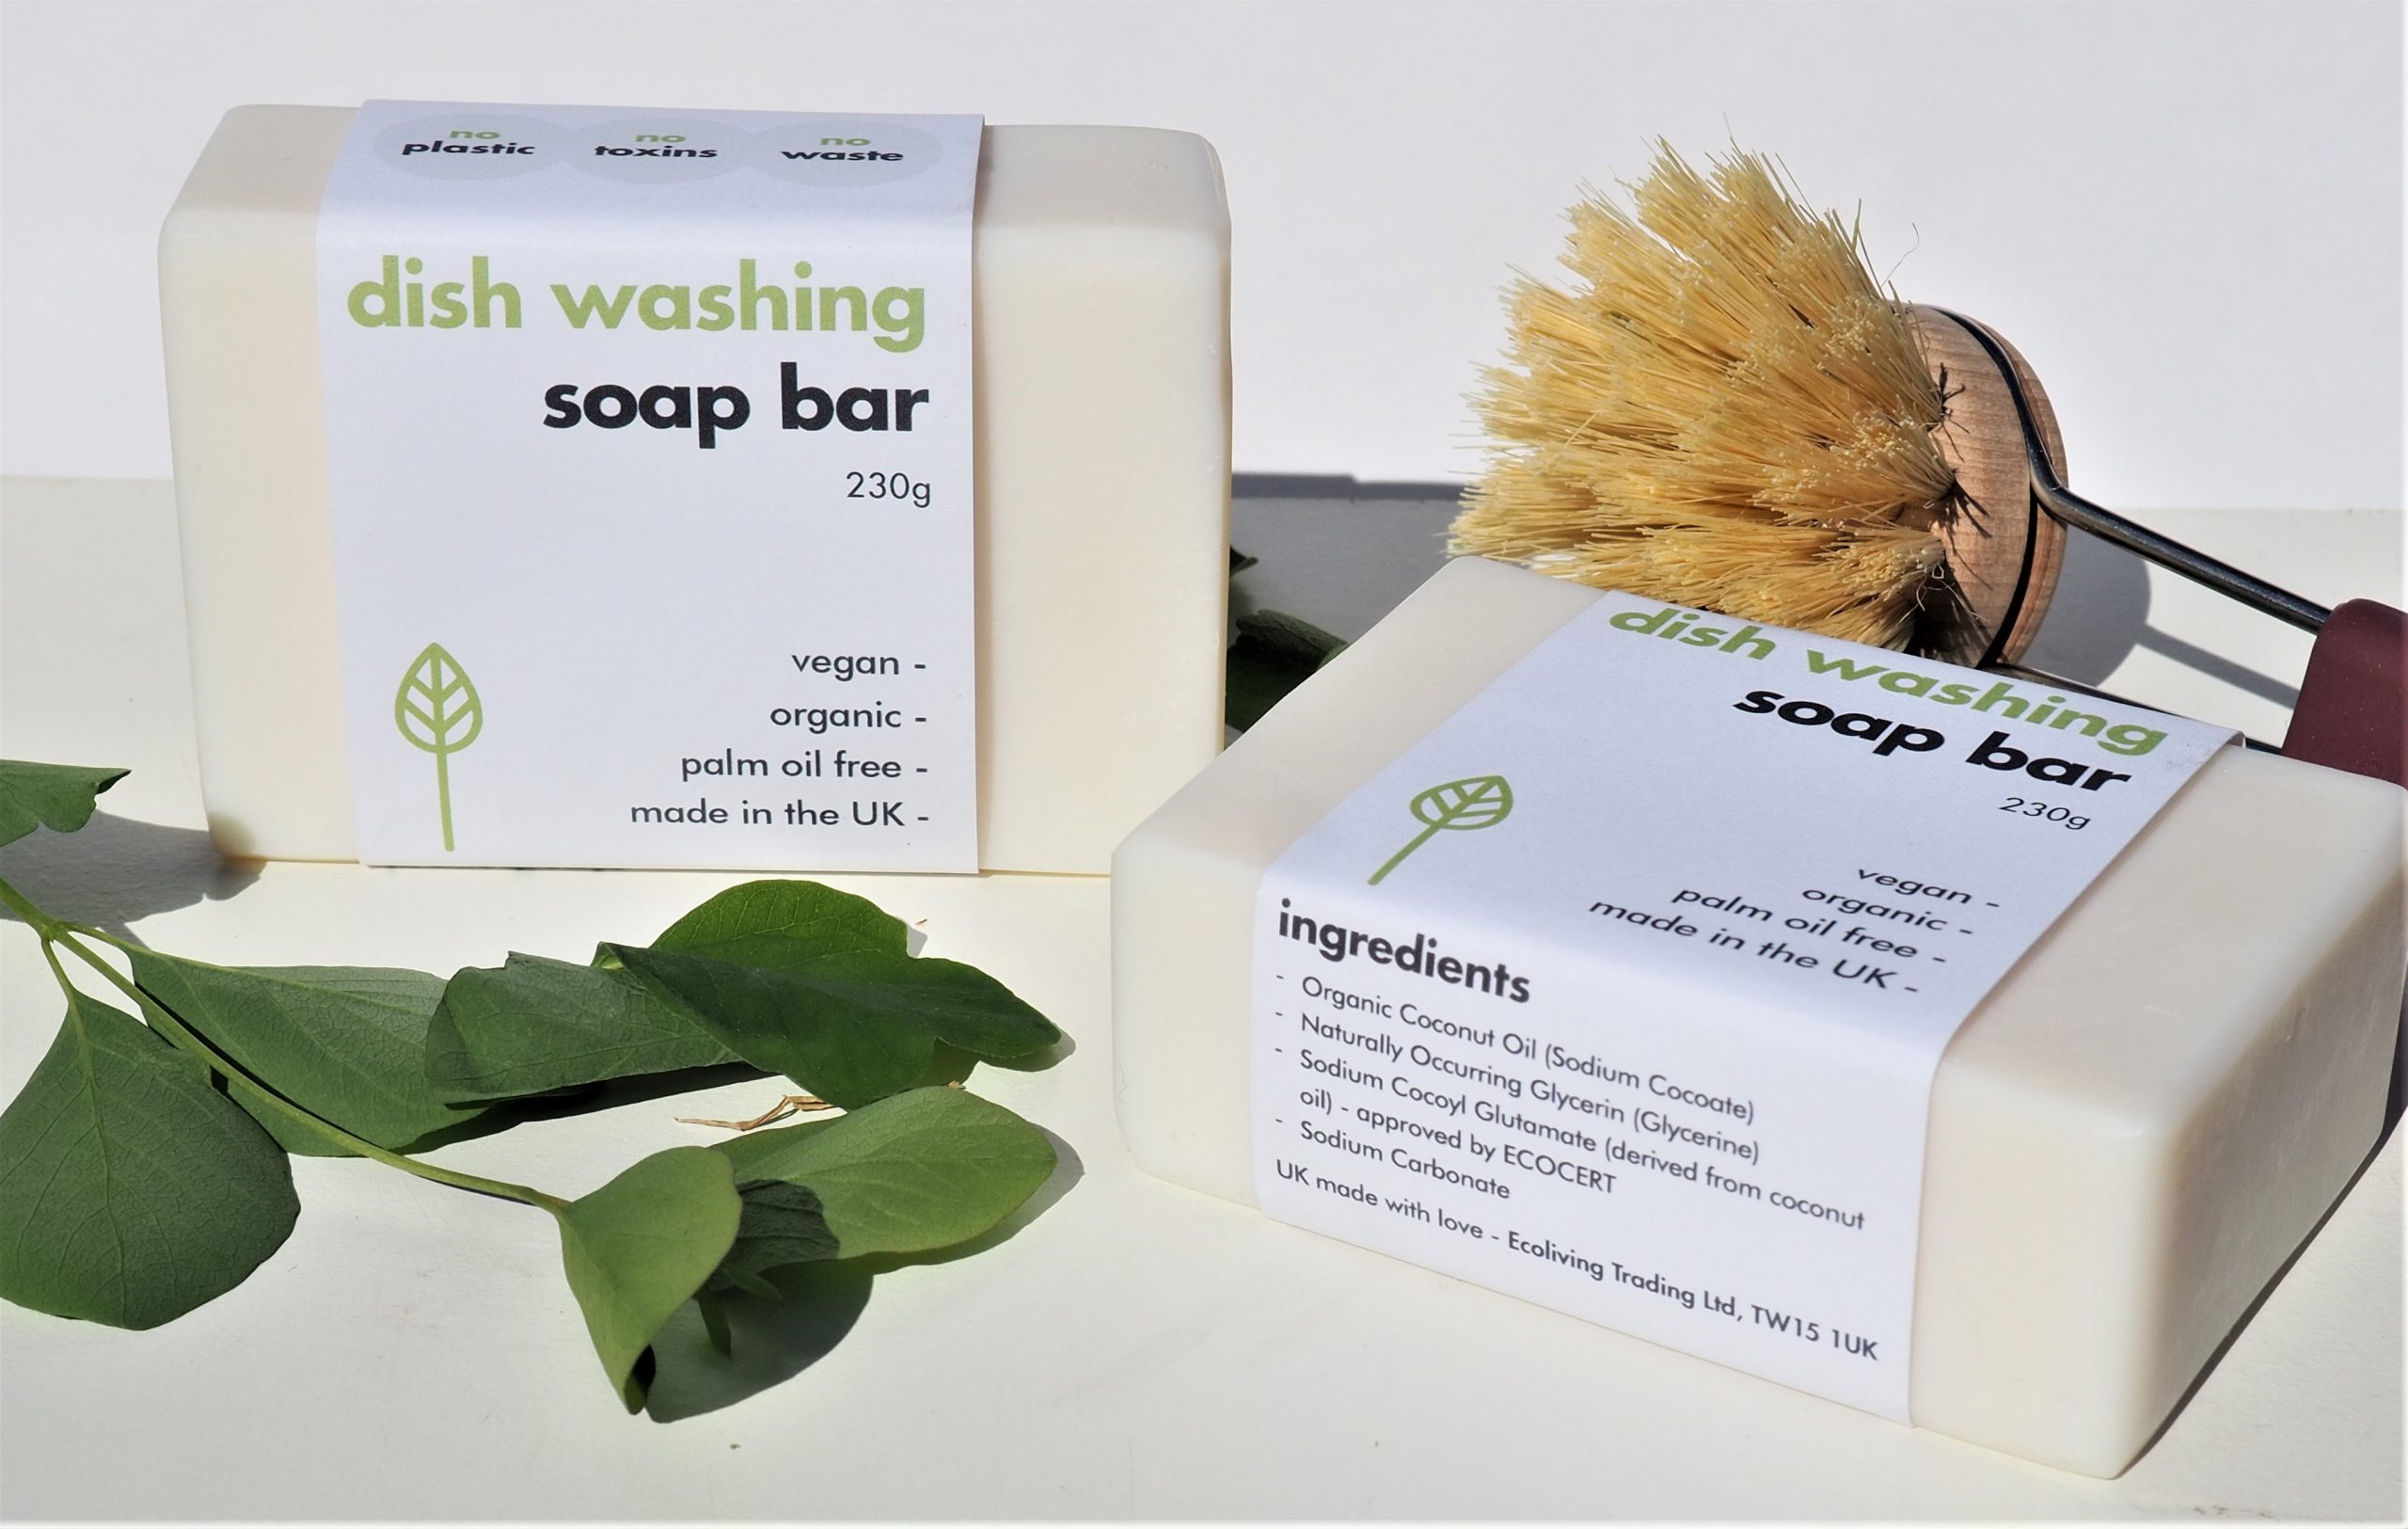 no
plastic
no
toxins
no
waste
dish washing
soap bar
230g
vegan -
organic -
palm oil free -
made in the UK -
dish washing
soap bar
230g
vegan -
organic -
palm oil free -
made in the UK -
ingredients
- Organic Coconut Oil (Sodium Cocoate)
- Naturally Occurring Glycerin (Glycerine)
- Sodium Cocoyl Glutamate (derived from coconut
oil) - approved by ECOCERT
- Sodium Carbonate
UK made with love - Ecoliving Trading Ltd, TW15 1UK